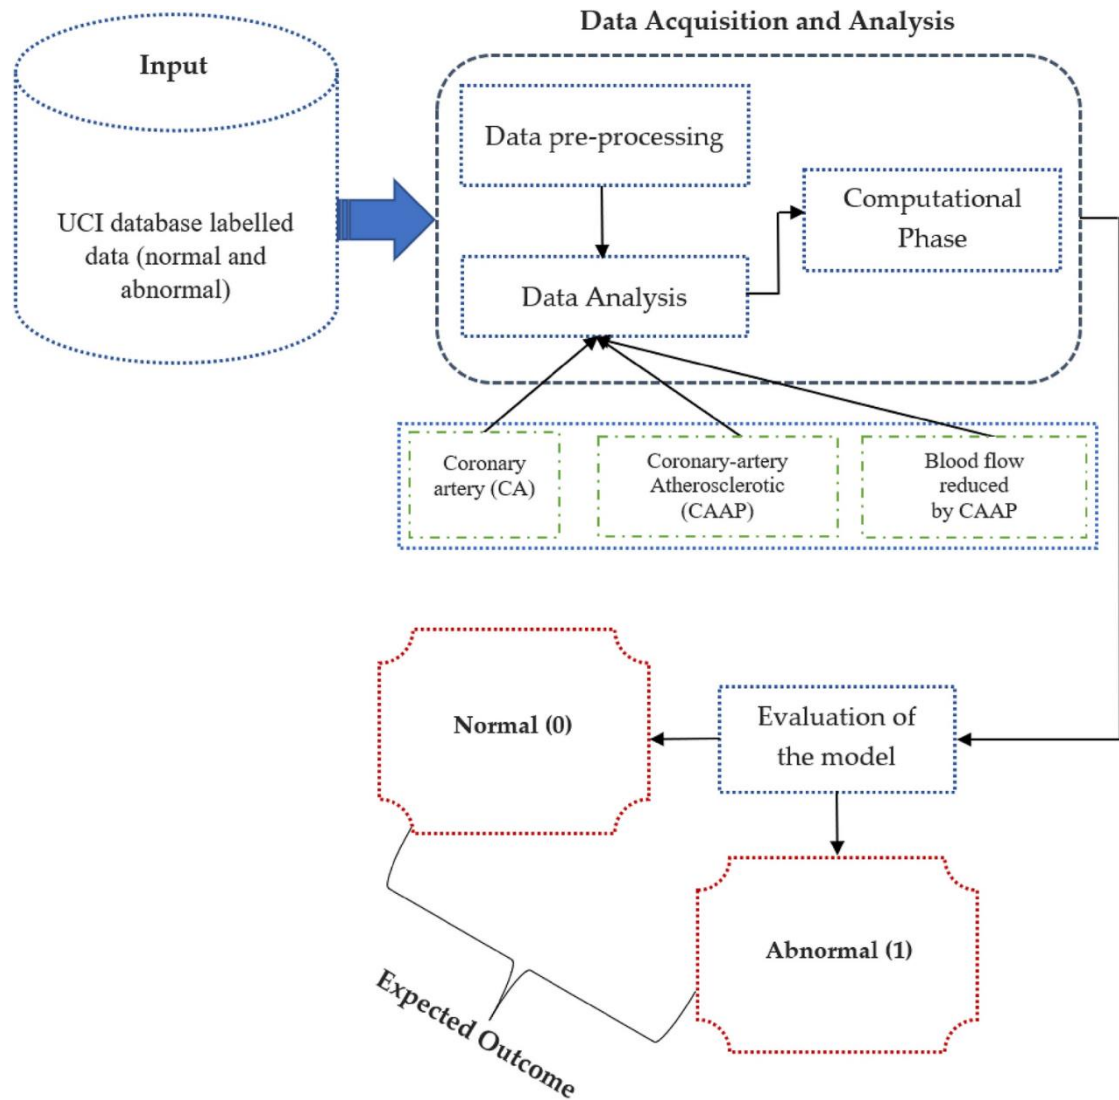 Data Acquisition and Analysis
Input
UCI database labelled
data (normal and
abnormal)
Data pre-processing
Data Analysis
Computational
Phase
Coronary
artery (CA)
Coronary-artery
Atherosclerotic
(CAAP)
Blood flow
reduced
by CAAP
Normal (0)
Evaluation of
the model
Abnormal (1)
Expected Outcome